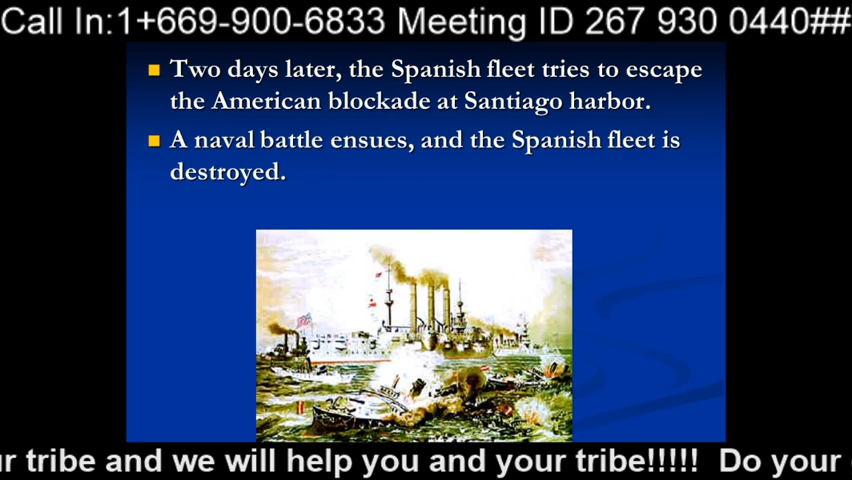 Call In:1+669-900-6833 Meeting ID 267 930 0440##
Two days later, the Spanish fleet tries to escape
the American blockade at Santiago harbor.
A naval battle ensues, and the Spanish fleet is
destroyed.
tribe and we will help you and your tribe!!!!! Do your